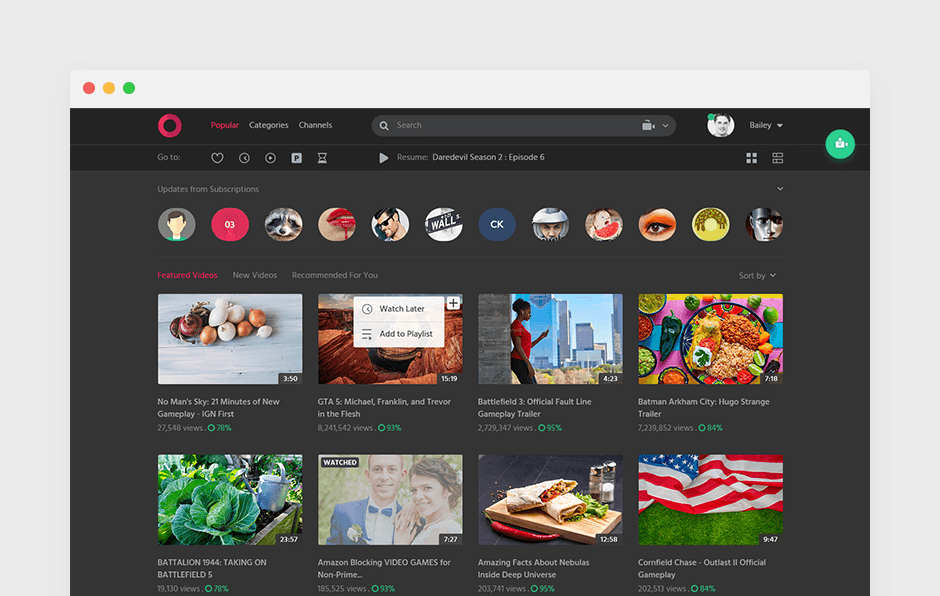 Popular Categories Channels Search Bailey
Go to: P Resume: Daredevil Season 2 : Episode 6
Updates from Subscriptions
03 WALL'S CK
Featured Videos New Videos Recommended For You Sort by
Watch Later
Add to Playlist
3:50 15:19 4:23 7:18
No Man's Sky: 21 Minutes of New
Gameplay - IGN First
27,548 views . 78%
GTA 5: Michael, Franklin, and Trevor
in the Flesh
8,241,542 views . 93%
Battlefield 3: Official Fault Line
Gameplay Trailer
2,729,347 views . 95%
Batman Arkham City: Hugo Strange
Trailer
7,239,852 views . 84%
WATCHED
23:57 7:27 12:58 9:47
BATTALION 1944: TAKING ON
BATTLEFIELD 5
19,130 views . 78%
Amazon Blocking VIDEO GAMES for
Non-Prime...
185,525 views . 93%
Amazing Facts About Nebulas
Inside Deep Universe
203,741 views . 95%
Cornfield Chase - Outlast II Official
Gameplay
202,513 views . 84%